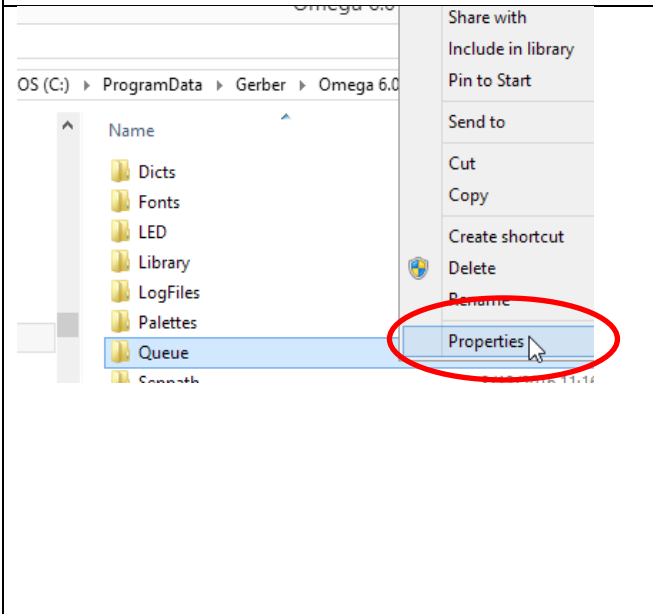 Omega 6.0
OS (C:) ProgramData Gerber Omega 6.0
Name
Dicts
Fonts
LED
Library
LogFiles
Palettes
Queue
Share with
Include in library
Pin to Start
Send to
Cut
Copy
Create shortcut
Delete
Rename
Properties